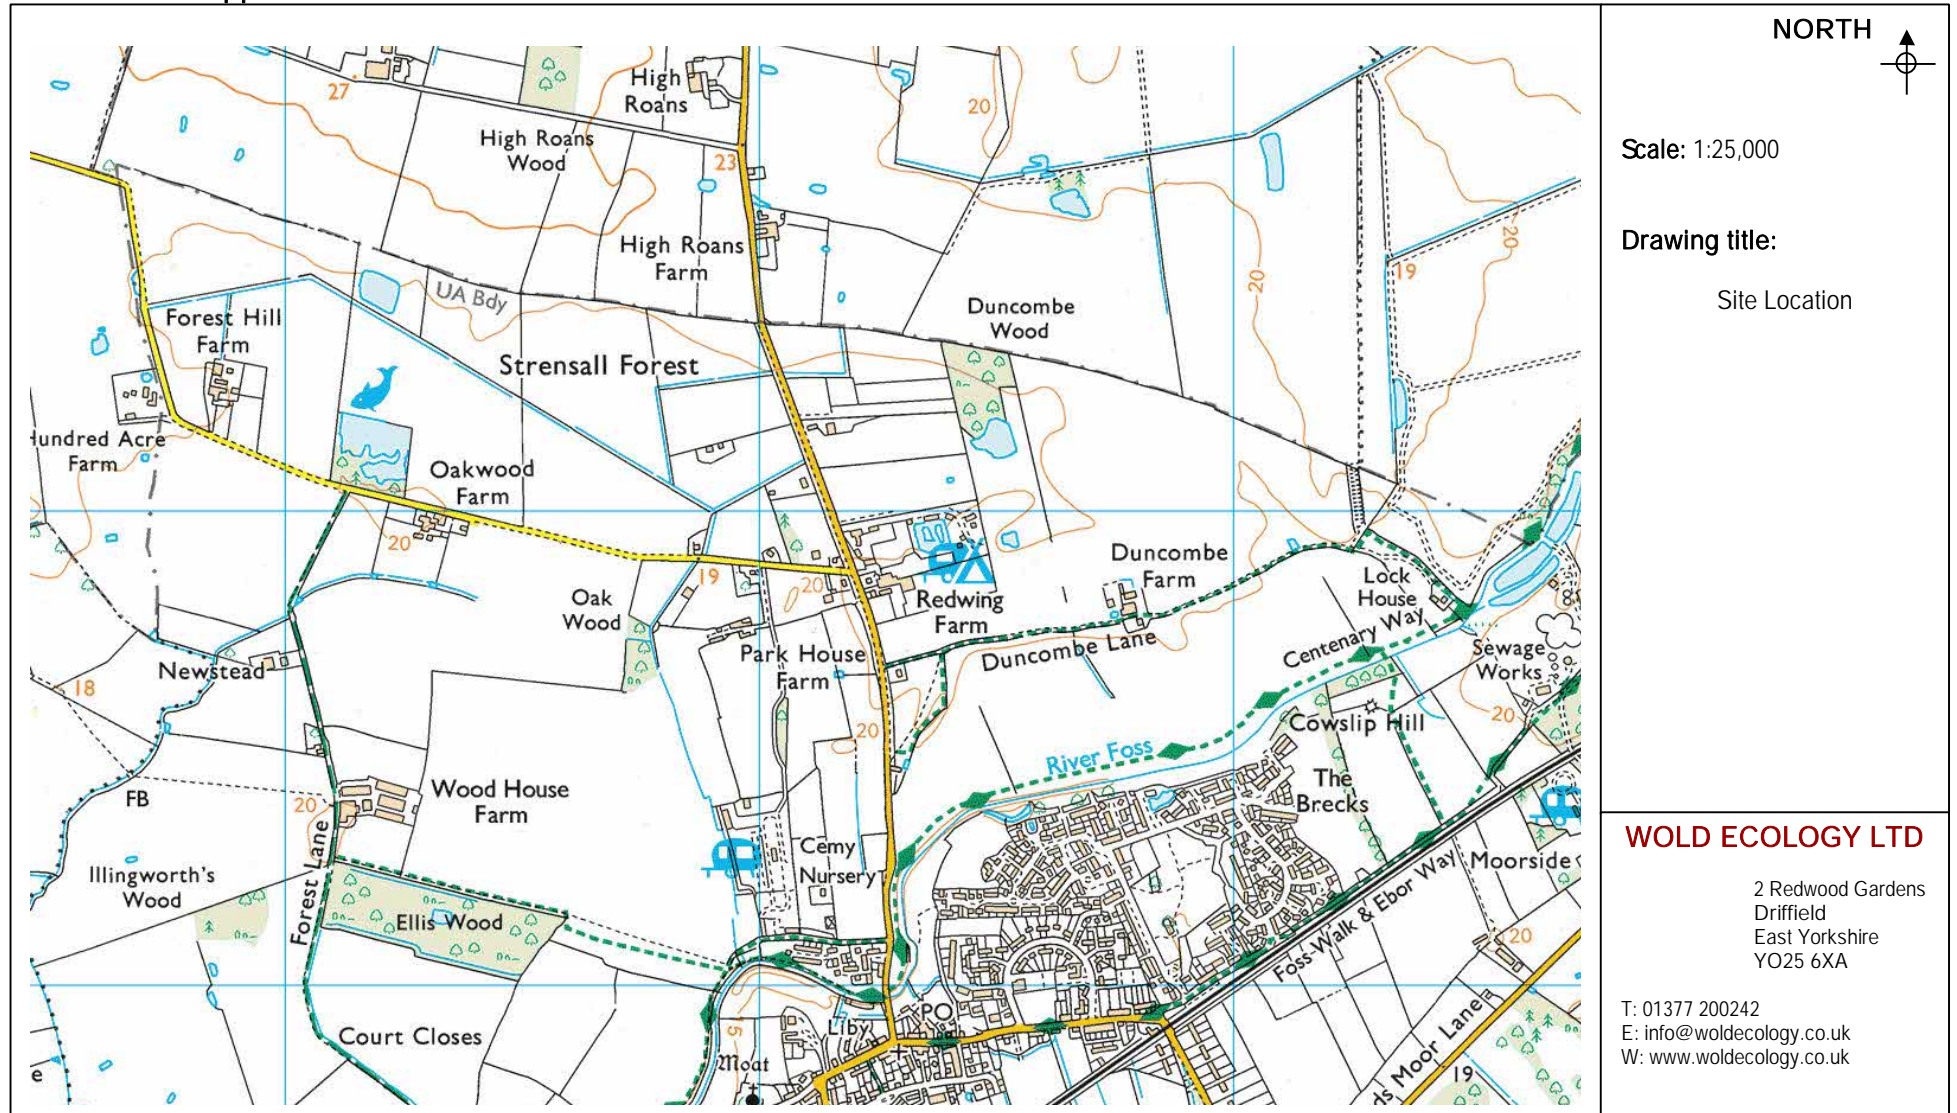 NORTH
Scale: 1:25,000
Drawing title:
Site Location
WOLD ECOLOGY LTD
2 Redwood Gardens
Driffield
East Yorkshire
YO25 6XA
T: 01377 200242
E: info@woldecology.co.uk
W: www.woldecology.co.uk
27
High
Roans
20
High Roans
Wood
23
High Roans
Farm
20
19
20
UA Bdy
Duncombe
Wood
Forest Hill
Farm
Strensall Forest
Hundred Acre
Farm
Oakwood
Farm
20
19
20
Oak
Wood
Redwing
Farm
Duncombe
Farm
Lock
House
Duncombe Lane
Centenary Way
Sewage
Works
Newstead
18
Park House
Farm
20
20
Cowslip Hill
River Foss
The
Brecks
FB
20
Wood House
Farm
Cemy
Nursery
Moorside
Illingworth's
Wood
Forest Lane
Ellis Wood
Foss Walk & Ebor Way
20
Court Closes
PO
Liby
Moat
15
ds Moor Lane
19
e